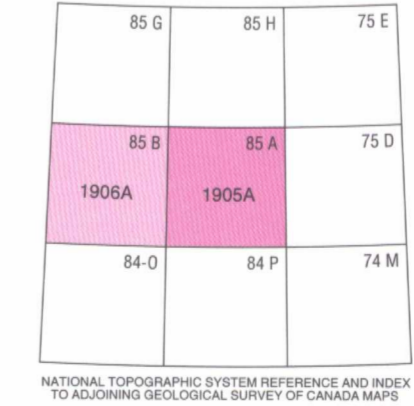 85 G
85 H
75 E
85 B
85 A
75 D
1906A
1905A
84-O
84 P
74 M
NATIONAL TOPOGRAPHIC SYSTEM REFERENCE AND INDEX
TO ADJOINING GEOLOGICAL SURVEY OF CANADA MAPS